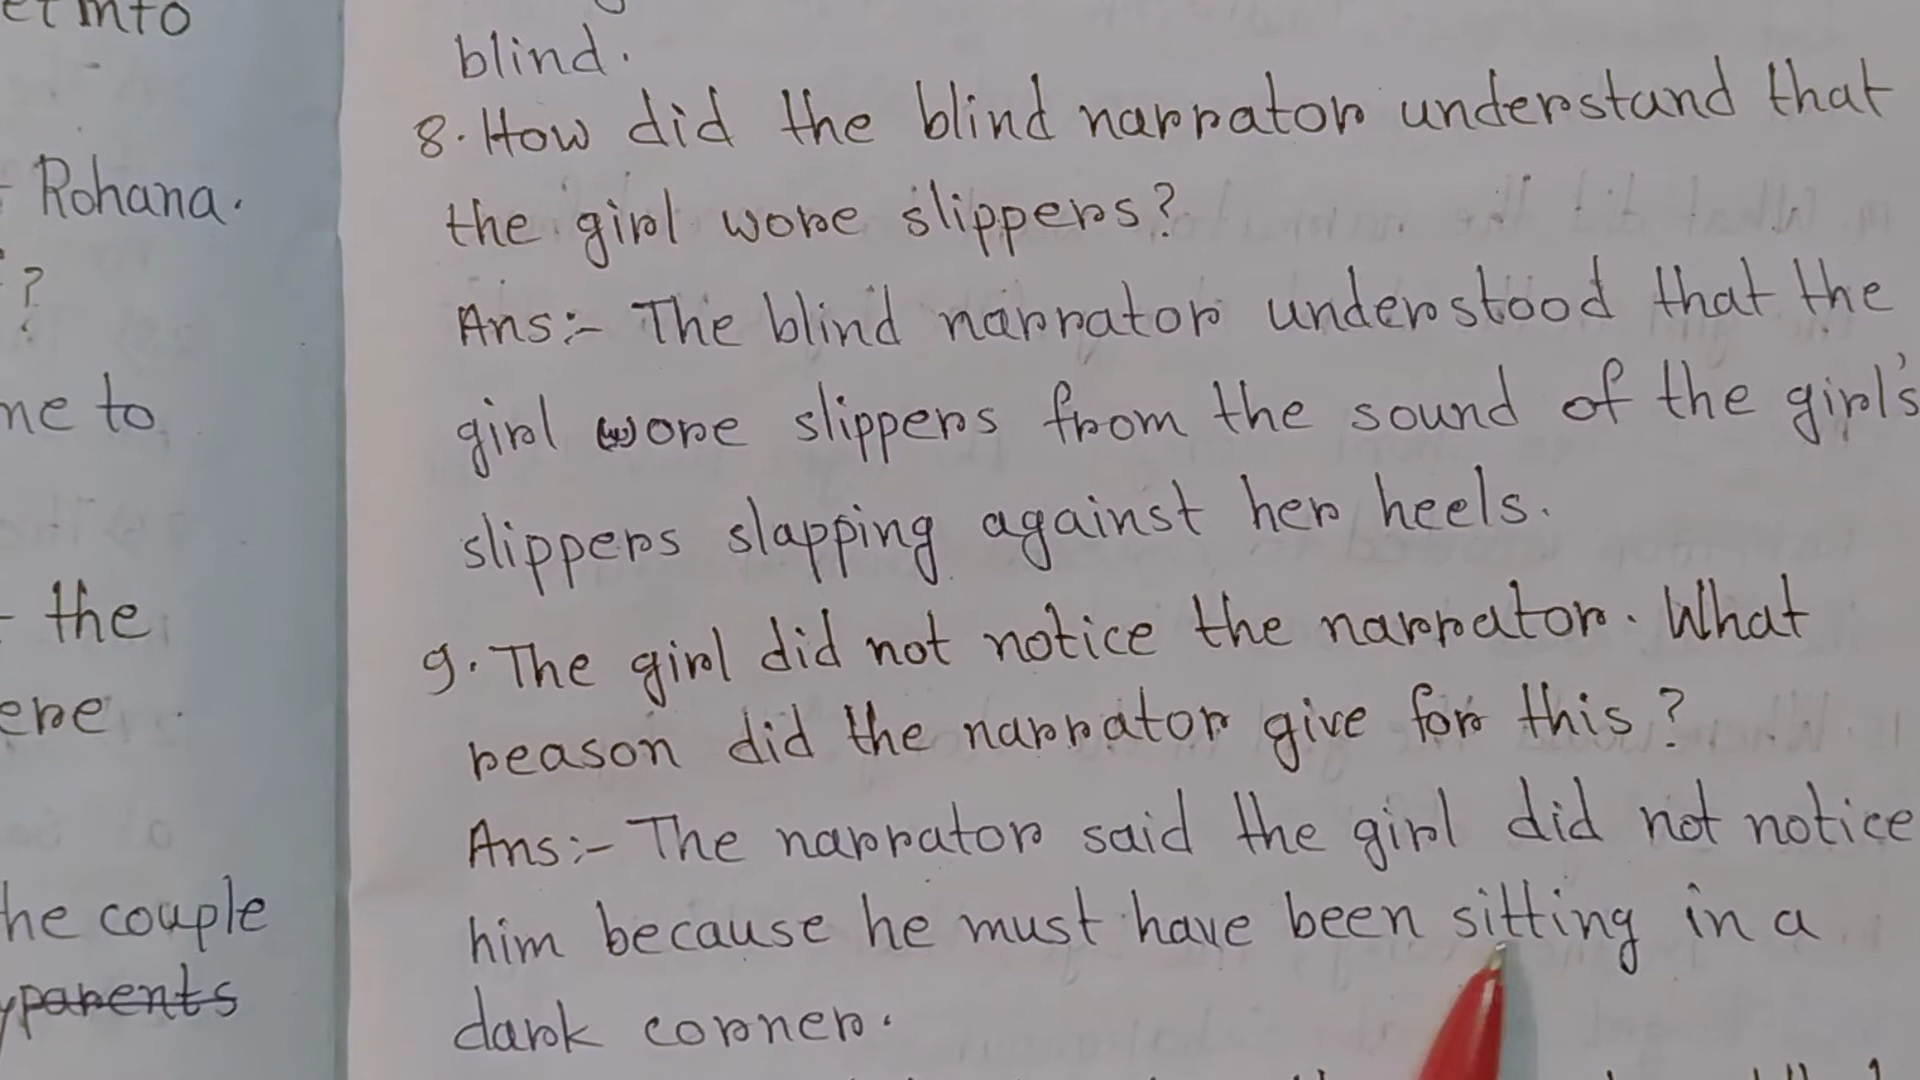 et into
Rohana.
?
me to
the
ere
he couple
parents
blind.
8. How did the blind narrator understand that
the girl wore slippers?
Ans:- The blind narrator understood that the
girl wore slippers from the sound of the girl's
slippers slapping against her heels.
9. The girl did not notice the narrator. What
reason did the narrator give for this?
Ans:- The narrator said the girl did not notice
him because he must have been sitting in a
dark corner.